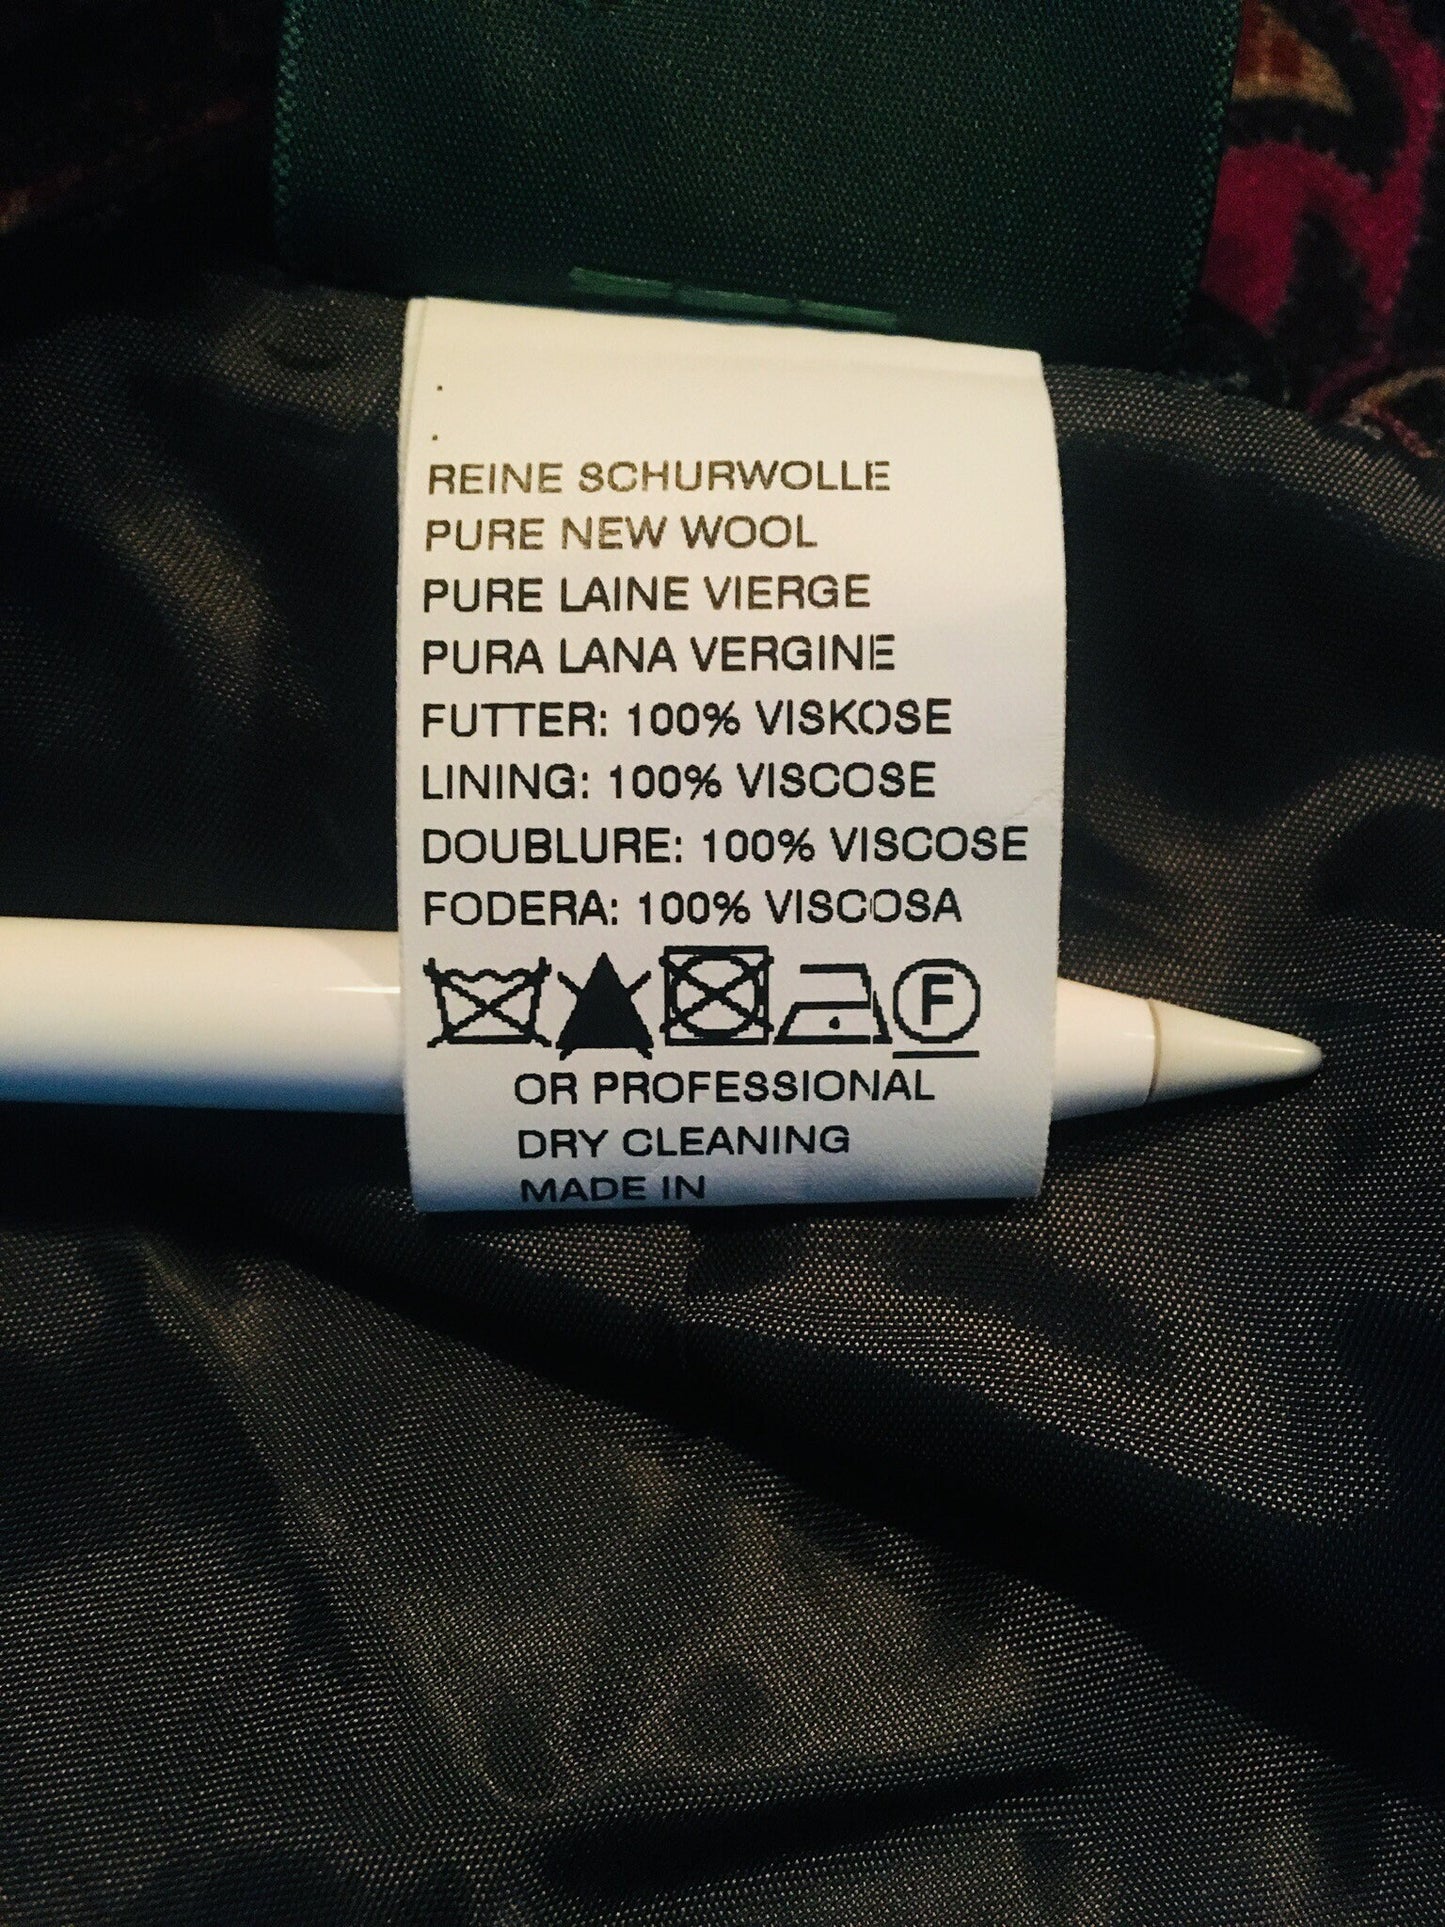 REINE SCHURWOLLE
PURE NEW WOOL
PURE LAINE VIERGE
PURA LANA VERGINE
FUTTER: 100% VISKOSE
LINING: 100% VISCOSE
DOUBLURE: 100% VISCOSE
FODERA: 100% VISCOSA
F
OR PROFESSIONAL
DRY CLEANING
MADE IN